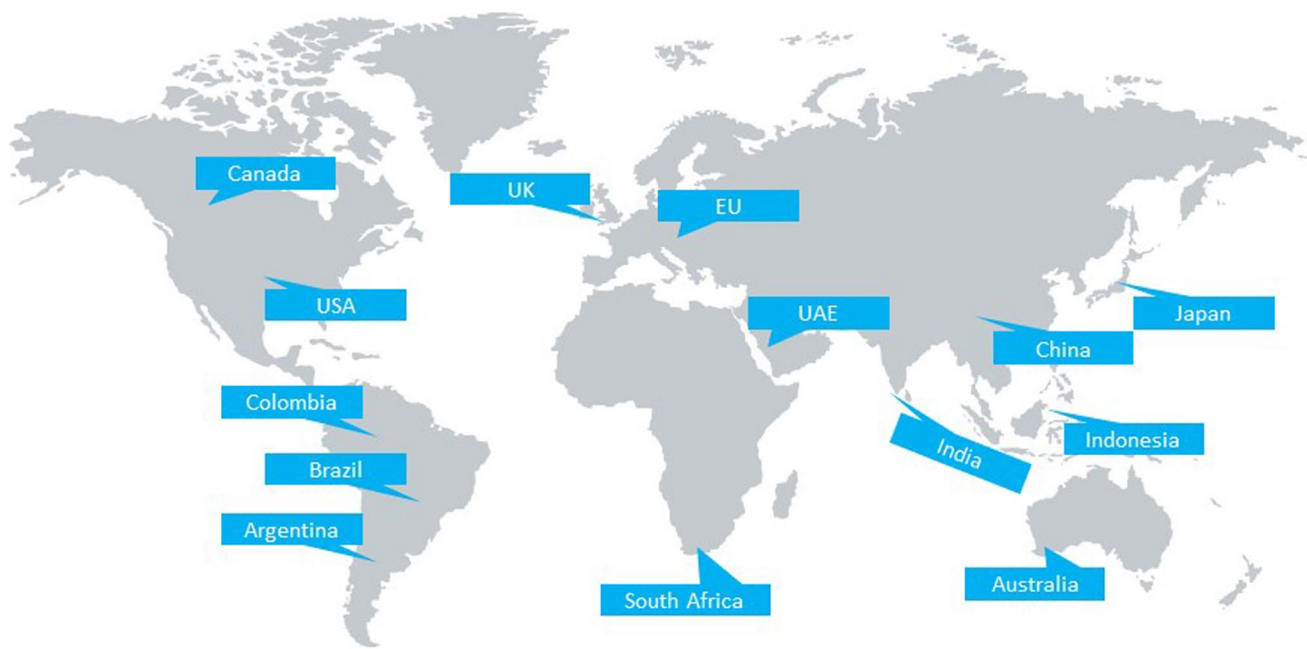 Canada
UK
EU
USA
UAE
Japan
China
Colombia
Indonesia
India
Brazil
Argentina
Australia
South Africa